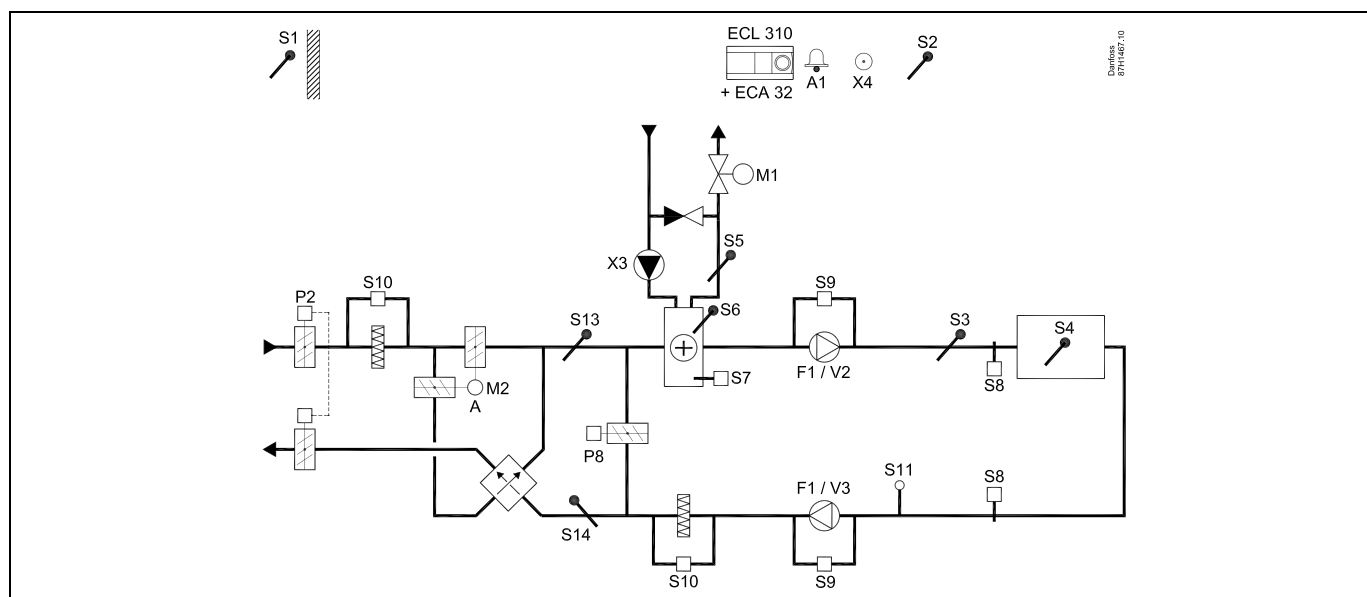 S1
ECL 310
+ ECA 32
A1
X4
S2
Danfoss
87H1467.10
M1
X3
S5
P2
S10
S13
S6
S9
S3
S4
M2
A
S7
F1 / V2
S8
P8
S14
S10
F1 / V3
S9
S11
S8